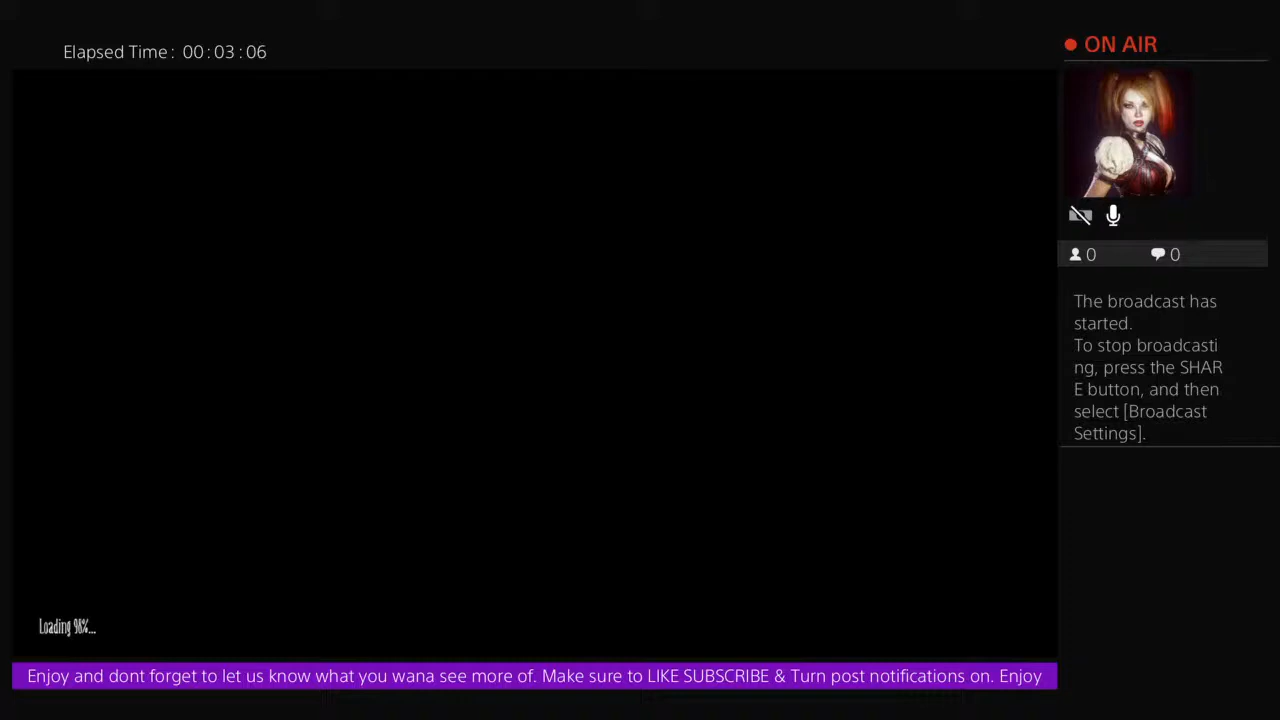 Elapsed Time: 00:03:06
ON AIR
0 0
The broadcast has
started.
To stop broadcasti
ng, press the SHAR
E button, and then
select [Broadcast
Settings].
Loading 98%...
Enjoy and dont forget to let us know what you wana see more of. Make sure to LIKE SUBSCRIBE & Turn post notifications on. Enjoy